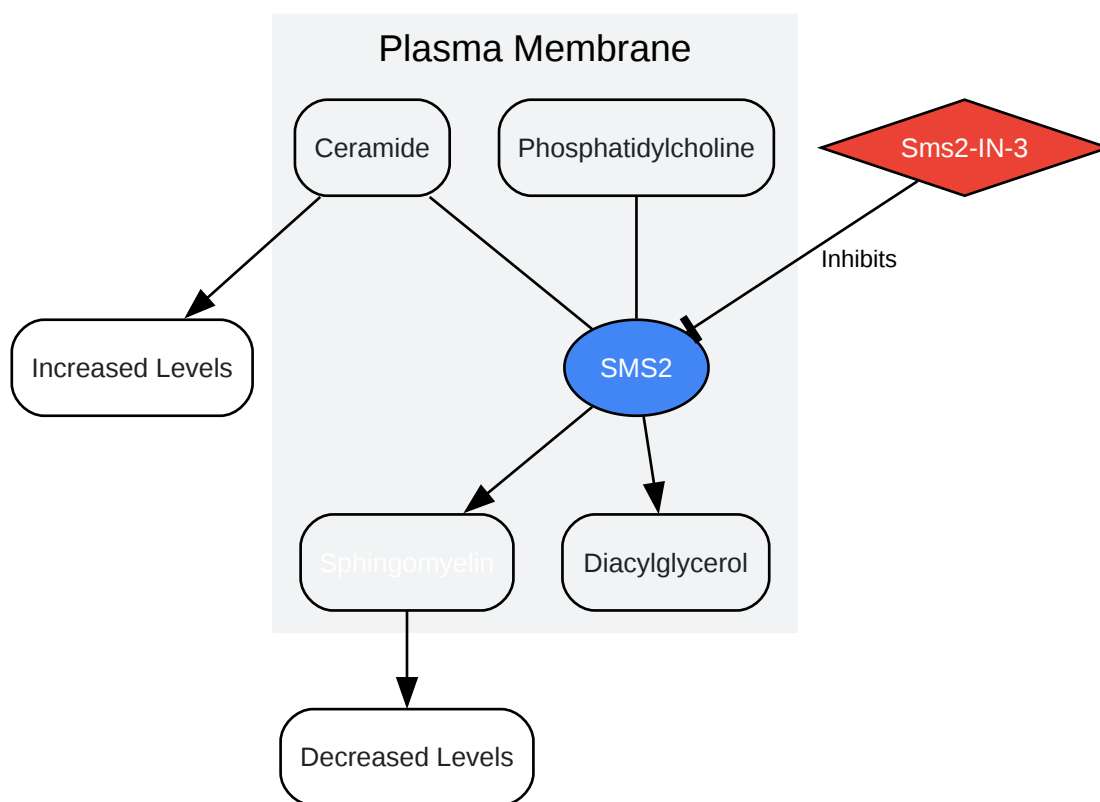 Plasma Membrane
Ceramide
Phosphatidylcholine
Sms2-IN-3
Inhibits
Increased Levels
SMS2
Sphingomyelin
Diacylglycerol
Decreased Levels